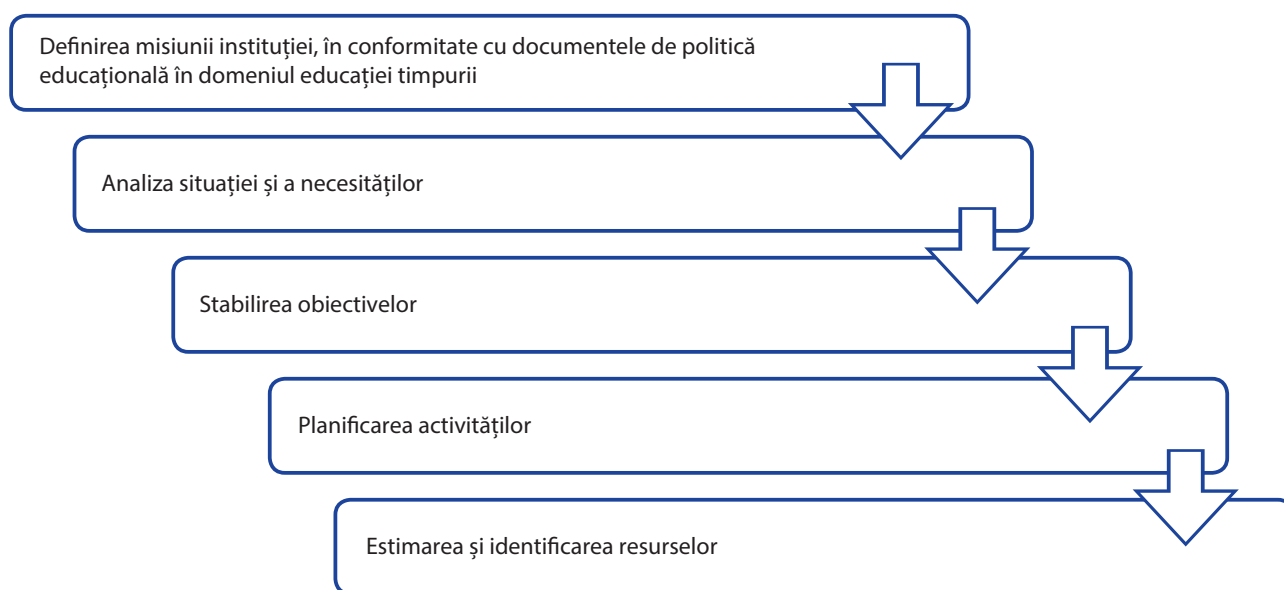 Definirea misiunii instituției, în conformitate cu documentele de politică
educațională în domeniul educației timpurii
Analiza situației și a necesităților
Stabilirea obiectivelor
Planificarea activităților
Estimarea și identificarea resurselor